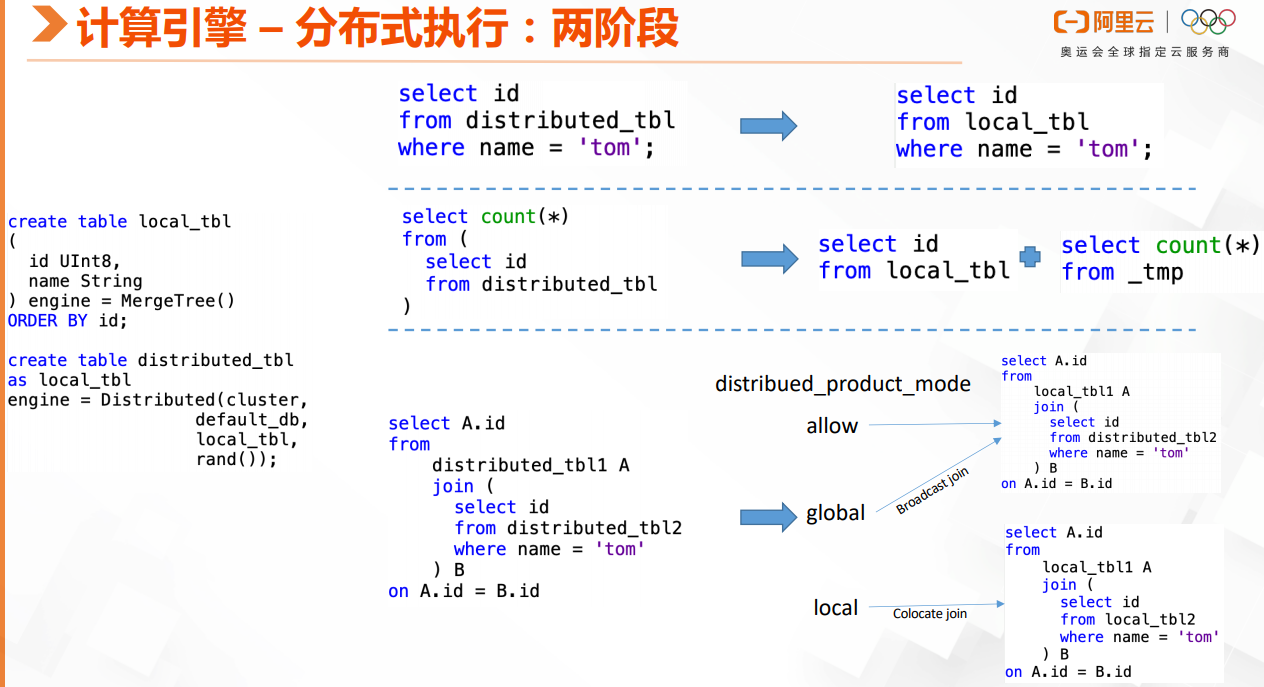 计算引擎 – 分布式执行：两阶段
阿里云
奥运会全球指定云服务商
create table local_tbl
(
id UInt8,
name String
) engine = MergeTree()
ORDER BY id;
create table distributed_tbl
as local_tbl
engine = Distributed(cluster,
default_db,
local_tbl,
rand());
select id
from distributed_tbl
where name = 'tom';
select id
from local_tbl
where name = 'tom';
select count(*)
from (
select id
from distributed_tbl
)
select id
from local_tbl
select count(*)
from _tmp
select A.id
from
distributed_tbl1 A
join (
select id
from distributed_tbl2
where name = 'tom'
) B
on A.id = B.id
distribued_product_mode
allow
global
Broadcast join
local
Colocate join
select A.id
from
local_tbl1 A
join (
select id
from distributed_tbl2
where name = 'tom'
) B
on A.id = B.id
select A.id
from
local_tbl1 A
join (
select id
from local_tbl2
where name = 'tom'
) B
on A.id = B.id